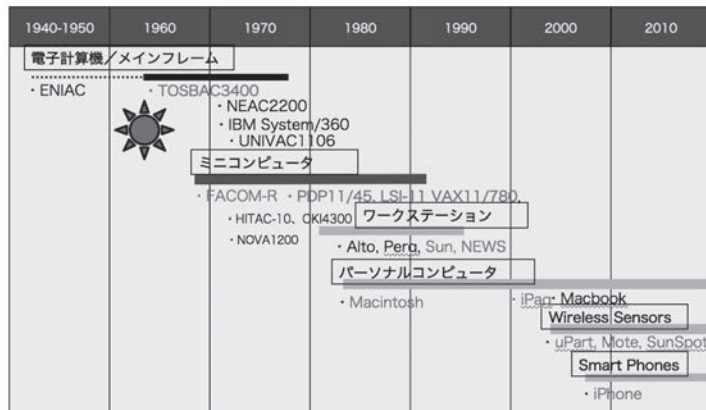 1940-1950 1960 1970 1980 1990 2000 2010
電子計算機／メインフレーム
・ENIAC ・TOSBAC3400
・NEAC2200
・IBM System/360
・UNIVAC1106
ミニコンピュータ
・FACOM-R ・PDP11/45, LSI-11 VAX11/780,
・HITAC-10、OKI4300 ワークステーション
・NOVA1200 ・Alto, Perq, Sun, NEWS
パーソナルコンピュータ
・Macintosh ・iPaq・Macbook
Wireless Sensors
・uPart, Mote, SunSpot
Smart Phones
・iPhone